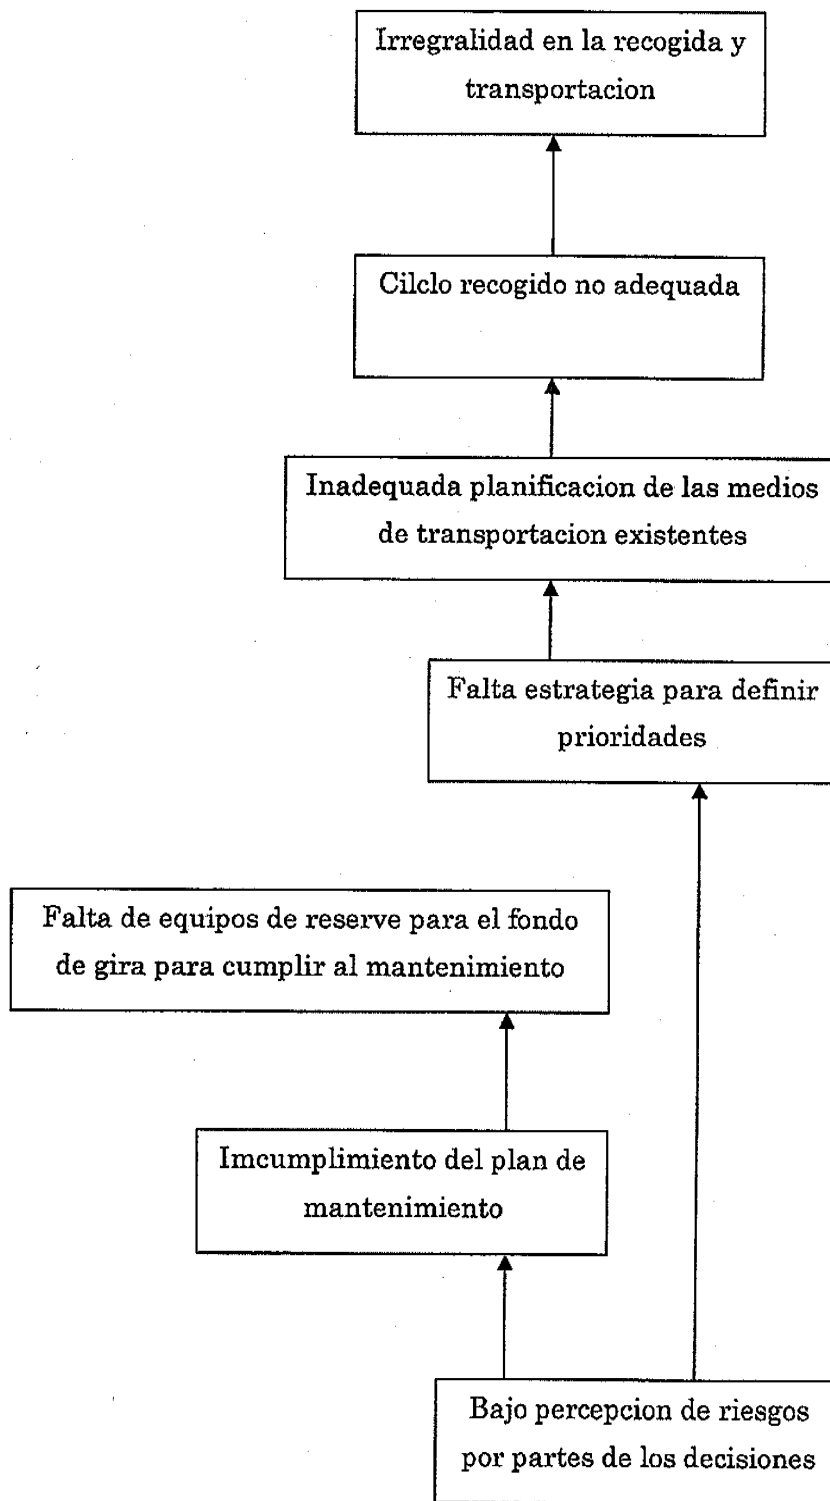 Irregralidad en la recogida y
transportacion
Cilclo recogido no adequada
Inadequada planificacion de las medios
de transportacion existentes
Falta estrategia para definir
prioridades
Falta de equipos de reserve para el fondo
de gira para cumplir al mantenimiento
Imcumplimiento del plan de
mantenimiento
Bajo percepcion de riesgos
por partes de los decisiones